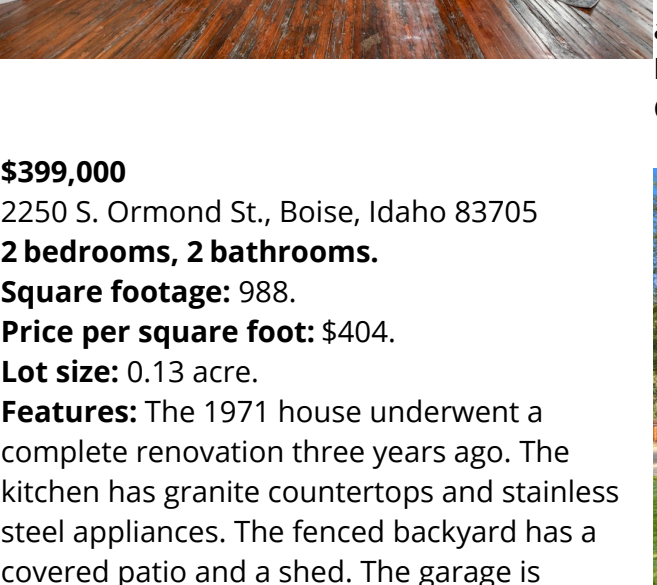 $399,000
2250 S. Ormond St., Boise, Idaho 83705
2 bedrooms, 2 bathrooms.
Square footage: 988.
Price per square foot: $404.
Lot size: 0.13 acre.
Features: The 1971 house underwent a
complete renovation three years ago. The
kitchen has granite countertops and stainless
steel appliances. The fenced backyard has a
covered patio and a shed. The garage is